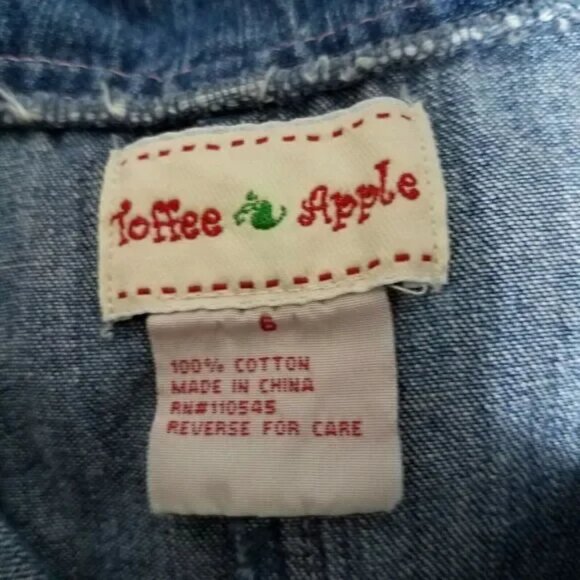 Toffee Apple
6
100% COTTON
MADE IN CHINA
RN#110545
REVERSE FOR CARE